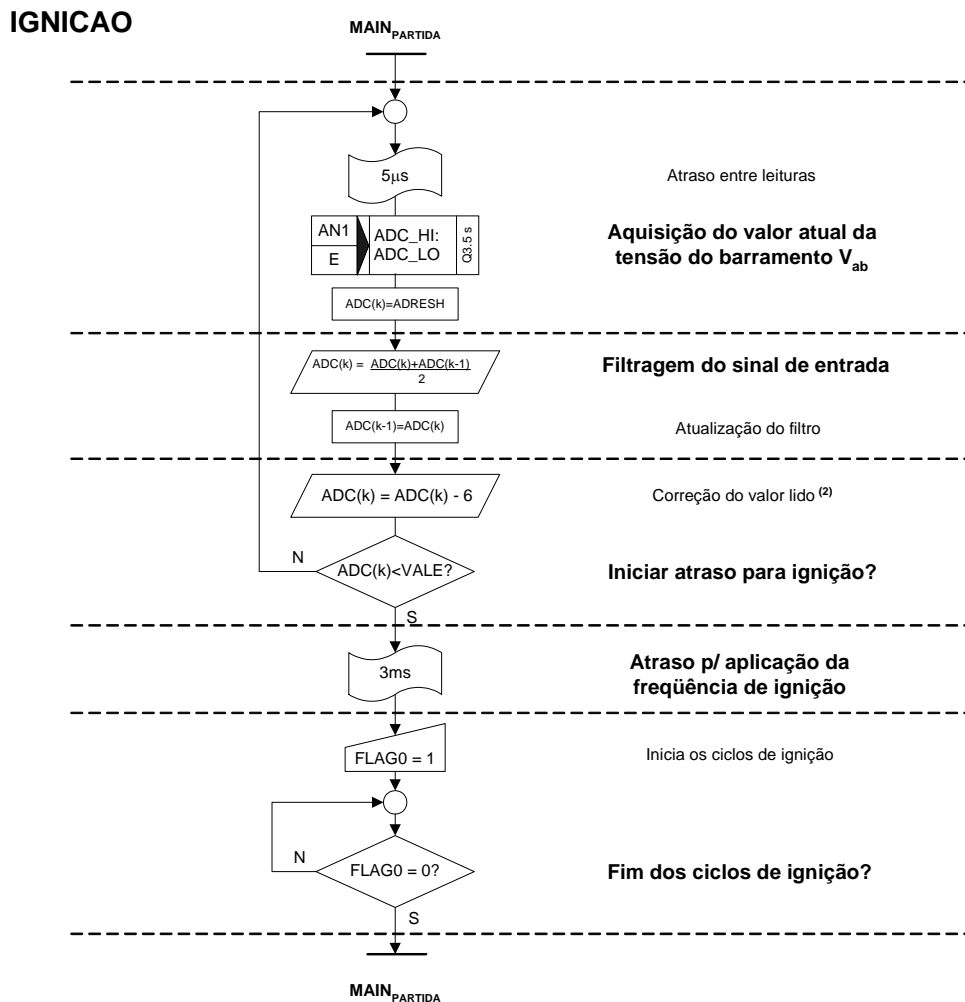 IGNICAO
MAIN_PARTIDA
5µs
Atraso entre leituras
AN1
E
ADC_HI:
ADC_LO
Q3.5 s
Aquisição do valor atual da
tensão do barramento V_ab
ADC(k)=ADRESH
ADC(k) = ADC(k)+ADC(k-1)
2
Filtragem do sinal de entrada
ADC(k-1)=ADC(k)
Atualização do filtro
ADC(k) = ADC(k) - 6
Correção do valor lido (2)
N
ADC(k)<VALE?
Iniciar atraso para ignição?
S
3ms
Atraso p/ aplicação da
freqüência de ignição
FLAG0 = 1
Inicia os ciclos de ignição
N
FLAG0 = 0?
Fim dos ciclos de ignição?
S
MAIN_PARTIDA